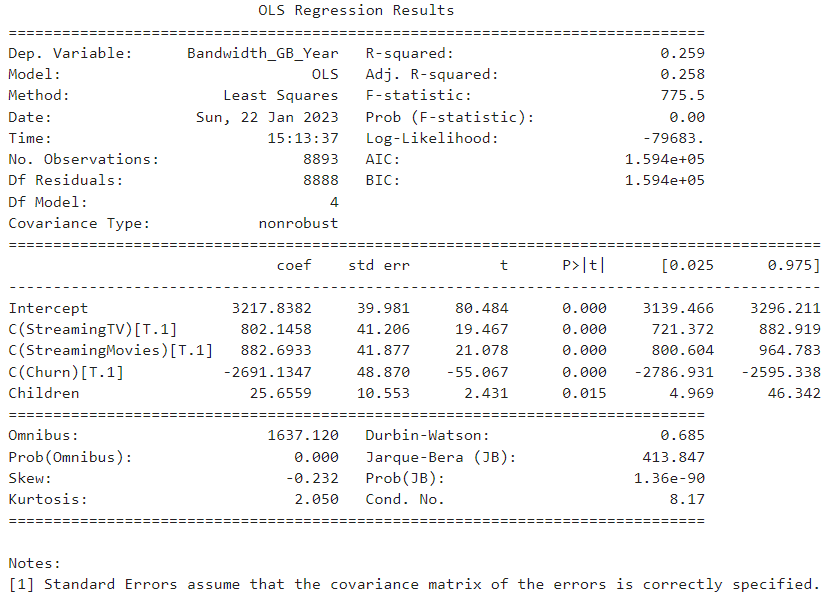 OLS Regression Results
==============================================================================
Dep. Variable:      Bandwidth_GB_Year   R-squared:                       0.259
Model:                            OLS   Adj. R-squared:                  0.258
Method:                 Least Squares   F-statistic:                     775.5
Date:                Sun, 22 Jan 2023   Prob (F-statistic):               0.00
Time:                        15:13:37   Log-Likelihood:                -79683.
No. Observations:                8893   AIC:                         1.594e+05
Df Residuals:                    8888   BIC:                         1.594e+05
Df Model:                           4
Covariance Type:            nonrobust
===========================================================================================
                              coef    std err          t      P>|t|      [0.025      0.975]
-------------------------------------------------------------------------------------------
Intercept                3217.8382     39.981     80.484      0.000    3139.466    3296.211
C(StreamingTV)[T.1]       802.1458     41.206     19.467      0.000     721.372     882.919
C(StreamingMovies)[T.1]   882.6933     41.877     21.078      0.000     800.604     964.783
C(Churn)[T.1]           -2691.1347     48.870    -55.067      0.000   -2786.931   -2595.338
Children                   25.6559     10.553      2.431      0.015       4.969      46.342
==============================================================================
Omnibus:                     1637.120   Durbin-Watson:                   0.685
Prob(Omnibus):                  0.000   Jarque-Bera (JB):              413.847
Skew:                          -0.232   Prob(JB):                     1.36e-90
Kurtosis:                       2.050   Cond. No.                         8.17
==============================================================================
Notes:
[1] Standard Errors assume that the covariance matrix of the errors is correctly specified.